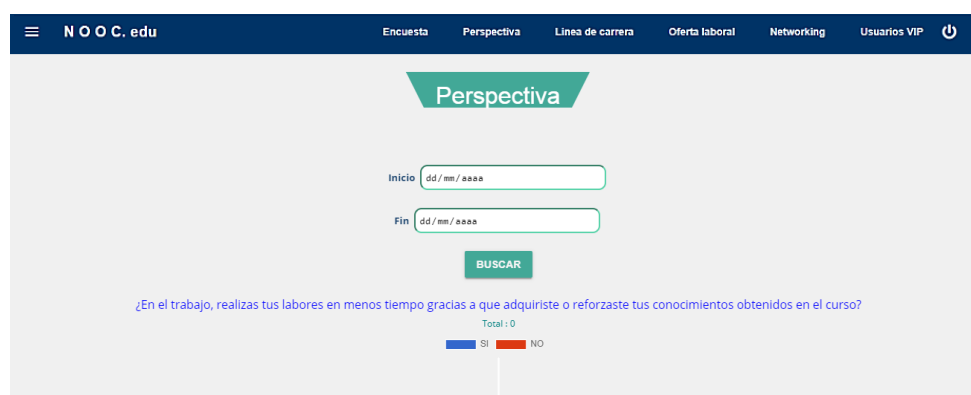 N O O C. edu Encuesta Perspectiva Linea de carrera Oferta laboral Networking Usuarios VIP
Perspectiva
Inicio dd/mm/aaaa
Fin dd/mm/aaaa
BUSCAR
¿En el trabajo, realizas tus labores en menos tiempo gracias a que adquiriste o reforzaste tus conocimientos obtenidos en el curso?
Total : 0
SI NO